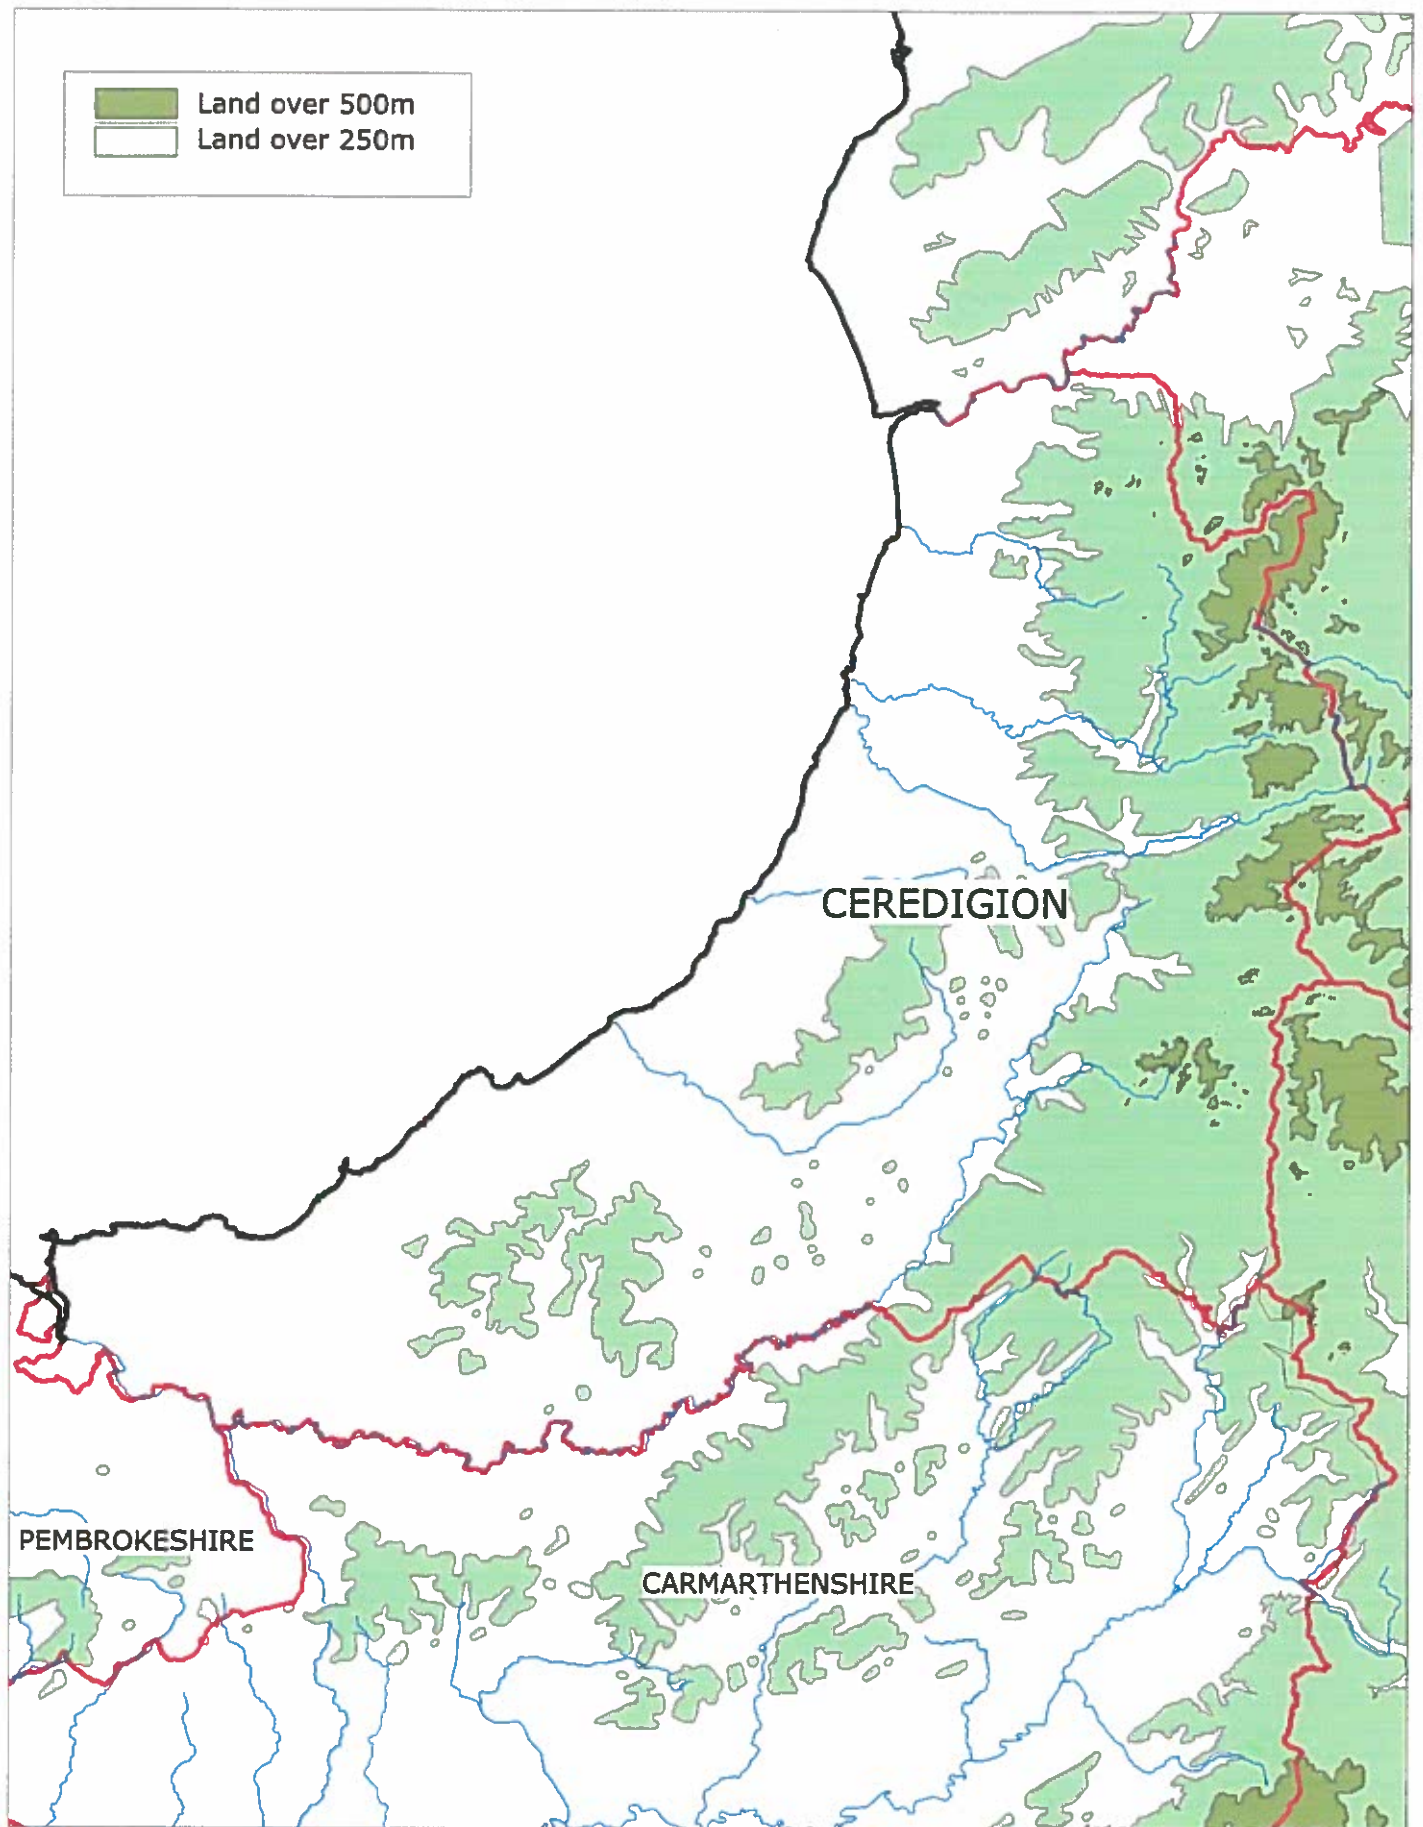 Land over 500m
Land over 250m
CEREDIGION
PEMBROKESHIRE
CARMARTHENSHIRE